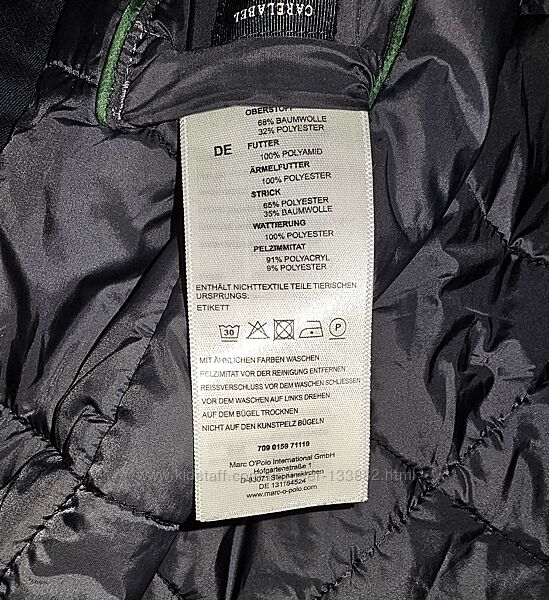 CARELABEL
OBERSTOFF
68% BAUMWOLLE
32% POLYESTER
DE FUTTER
100% POLYAMID
ÄRMELFUTTER
100% POLYESTER
STRICK
65% POLYESTER
35% BAUMWOLLE
WATTIERUNG
100% POLYESTER
PELZIMITAT
91% POLYACRYL
9% POLYESTER
ENTHÄLT NICHTTEXTILE TEILE TIERISCHEN
URSPRUNGS:
ETIKETT
30 P
MIT ÄHNLICHEN FARBEN WASCHEN
PELZIMITAT VOR DER REINIGUNG ENTFERNEN
REISSVERSCHLUSS VOR DEM WASCHEN SCHLIESSEN
VOR DEM WASCHEN AUF LINKS DREHEN
AUF DEM BÜGEL TROCKNEN
NICHT AUF DEN KUNSTPELZ BÜGELN
709 0159 71119
Marc O'Polo International GmbH
Hofgartenstraße 1
D-83071 Stephanskirchen
DE 131184824
www.marc-o-polo.com